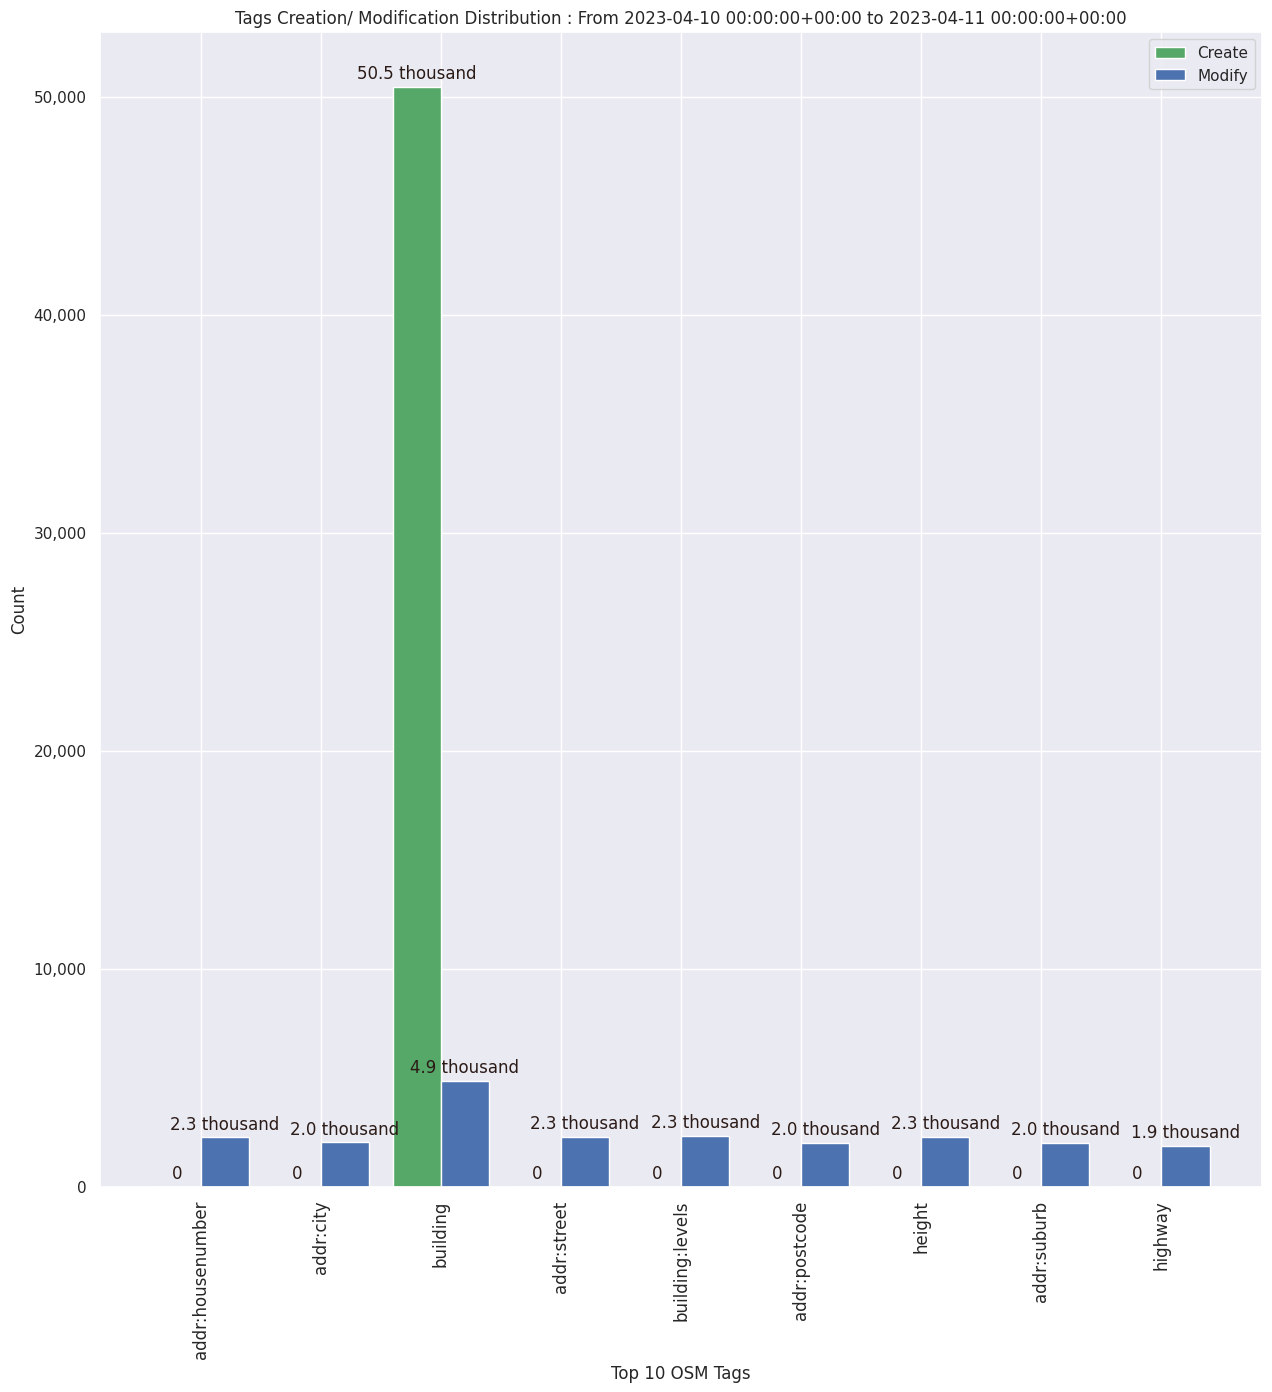 Tags Creation/ Modification Distribution : From 2023-04-10 00:00:00+00:00 to 2023-04-11 00:00:00+00:00
Create
Modify
50.5 thousand
50,000
40,000
30,000
20,000
10,000
0
Count
4.9 thousand
2.3 thousand
2.0 thousand
2.3 thousand
2.3 thousand
2.0 thousand
2.3 thousand
2.0 thousand
1.9 thousand
0
0
0
0
0
0
0
0
addr:housenumber
addr:city
building
addr:street
building:levels
addr:postcode
height
addr:suburb
highway
Top 10 OSM Tags